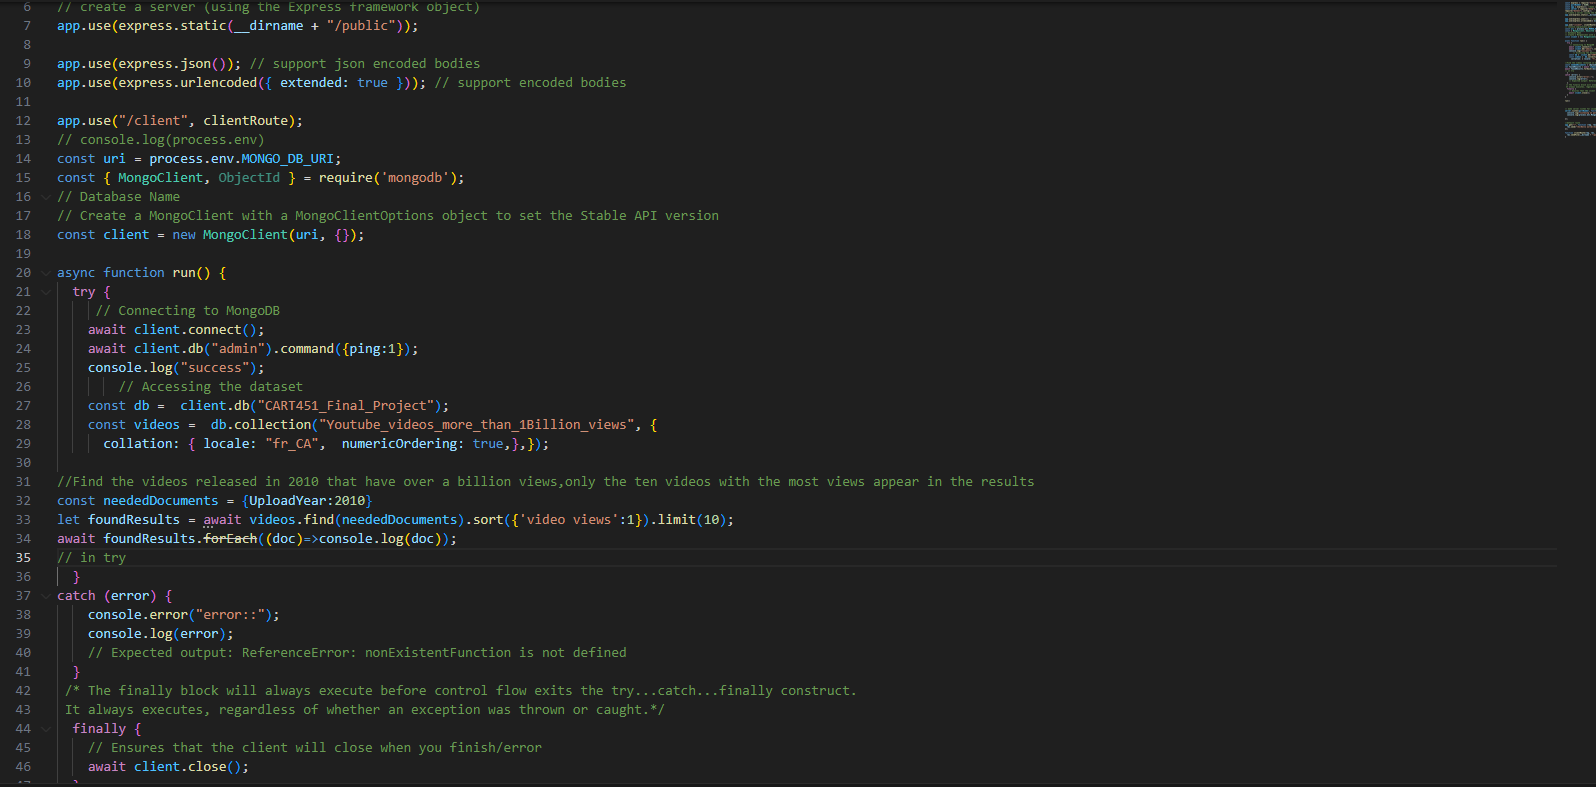 6 // create a server (using the Express framework object)
7 app.use(express.static(__dirname + "/public"));
8
9 app.use(express.json()); // support json encoded bodies
10 app.use(express.urlencoded({ extended: true })); // support encoded bodies
11
12 app.use("/client", clientRoute);
13 // console.log(process.env)
14 const uri = process.env.MONGO_DB_URI;
15 const { MongoClient, ObjectId } = require('mongodb');
16 // Database Name
17 // Create a MongoClient with a MongoClientOptions object to set the Stable API version
18 const client = new MongoClient(uri, {});
19
20 async function run() {
21 try {
22 // Connecting to MongoDB
23 await client.connect();
24 await client.db("admin").command({ping:1});
25 console.log("success");
26 // Accessing the dataset
27 const db =  client.db("CART451_Final_Project");
28 const videos =  db.collection("Youtube_videos_more_than_1Billion_views", {
29 collation: { locale: "fr_CA",  numericOrdering: true,},});
30
31 //Find the videos released in 2010 that have over a billion views,only the ten videos with the most views appear in the results
32 const neededDocuments = {UploadYear:2010}
33 let foundResults = await videos.find(neededDocuments).sort({'video views':1}).limit(10);
34 await foundResults.forEach((doc)=>console.log(doc));
35 // in try
36 }
37 catch (error) {
38 console.error("error::");
39 console.log(error);
40 // Expected output: ReferenceError: nonExistentFunction is not defined
41 }
42 /* The finally block will always execute before control flow exits the try...catch...finally construct.
43 It always executes, regardless of whether an exception was thrown or caught.*/
44 finally {
45 // Ensures that the client will close when you finish/error
46 await client.close();